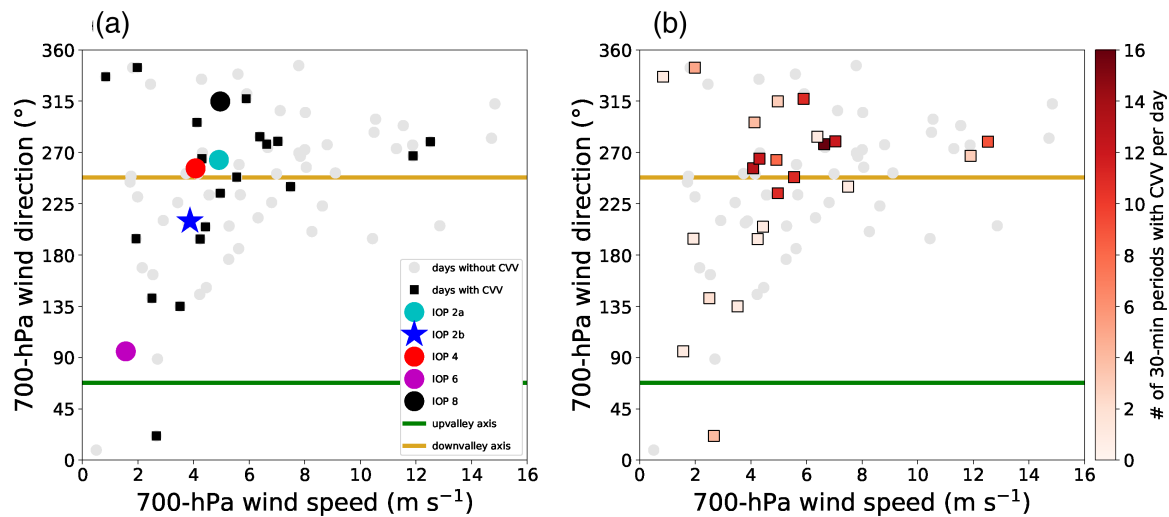 (a)
(b)
360
315
270
225
180
135
90
45
0
700-hPa wind direction (°)
days without CVV
days with CVV
IOP 2a
IOP 2b
IOP 4
IOP 6
IOP 8
upvalley axis
downvalley axis
0 2 4 6 8 10 12 14 16
700-hPa wind speed (m s⁻¹)
360
315
270
225
180
135
90
45
0
700-hPa wind direction (°)
0 2 4 6 8 10 12 14 16
700-hPa wind speed (m s⁻¹)
16
14
12
10
8
6
4
2
0
# of 30-min periods with CVV per day